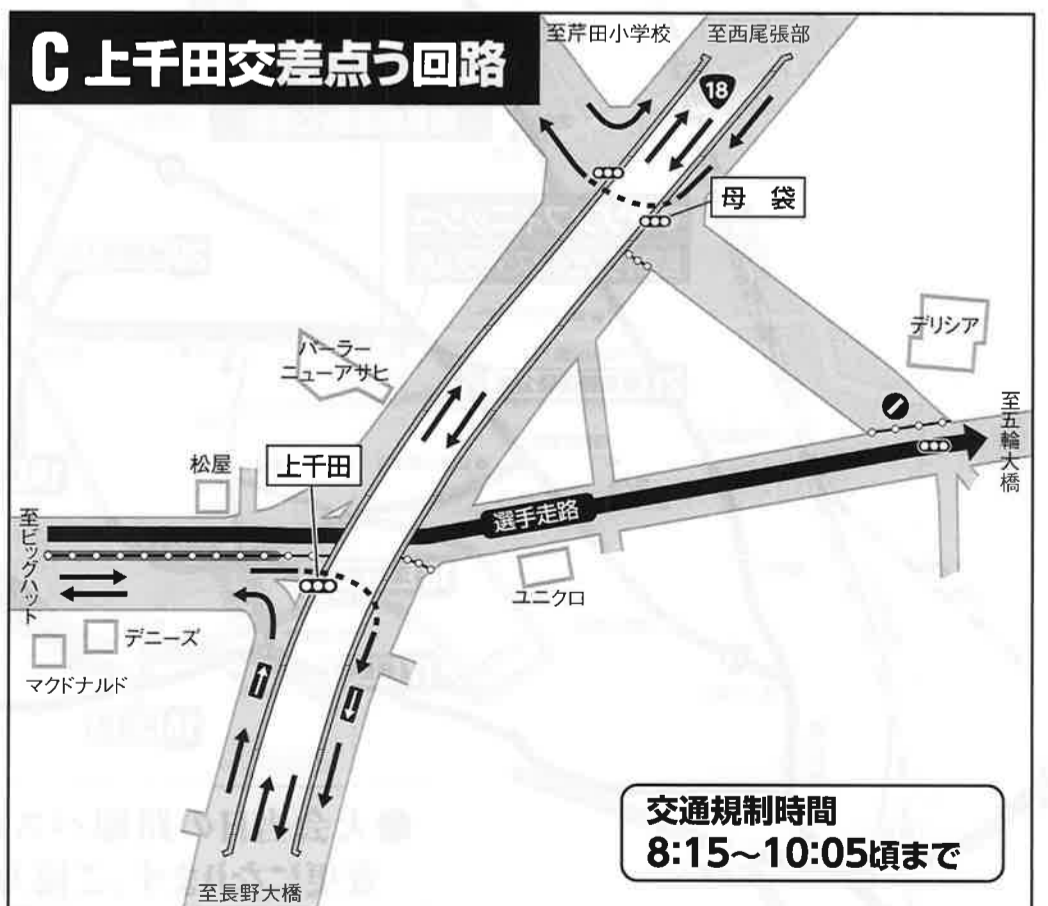 C 上千田交差点う回路
至芹田小学校
至西尾張部
18
母 袋
デリシア
至五輪大橋
パーラー
ニューアサヒ
松屋
上千田
選手走路
至ビッグハット
ユニクロ
デニーズ
マクドナルド
交通規制時間
8:15〜10:05頃まで
至長野大橋